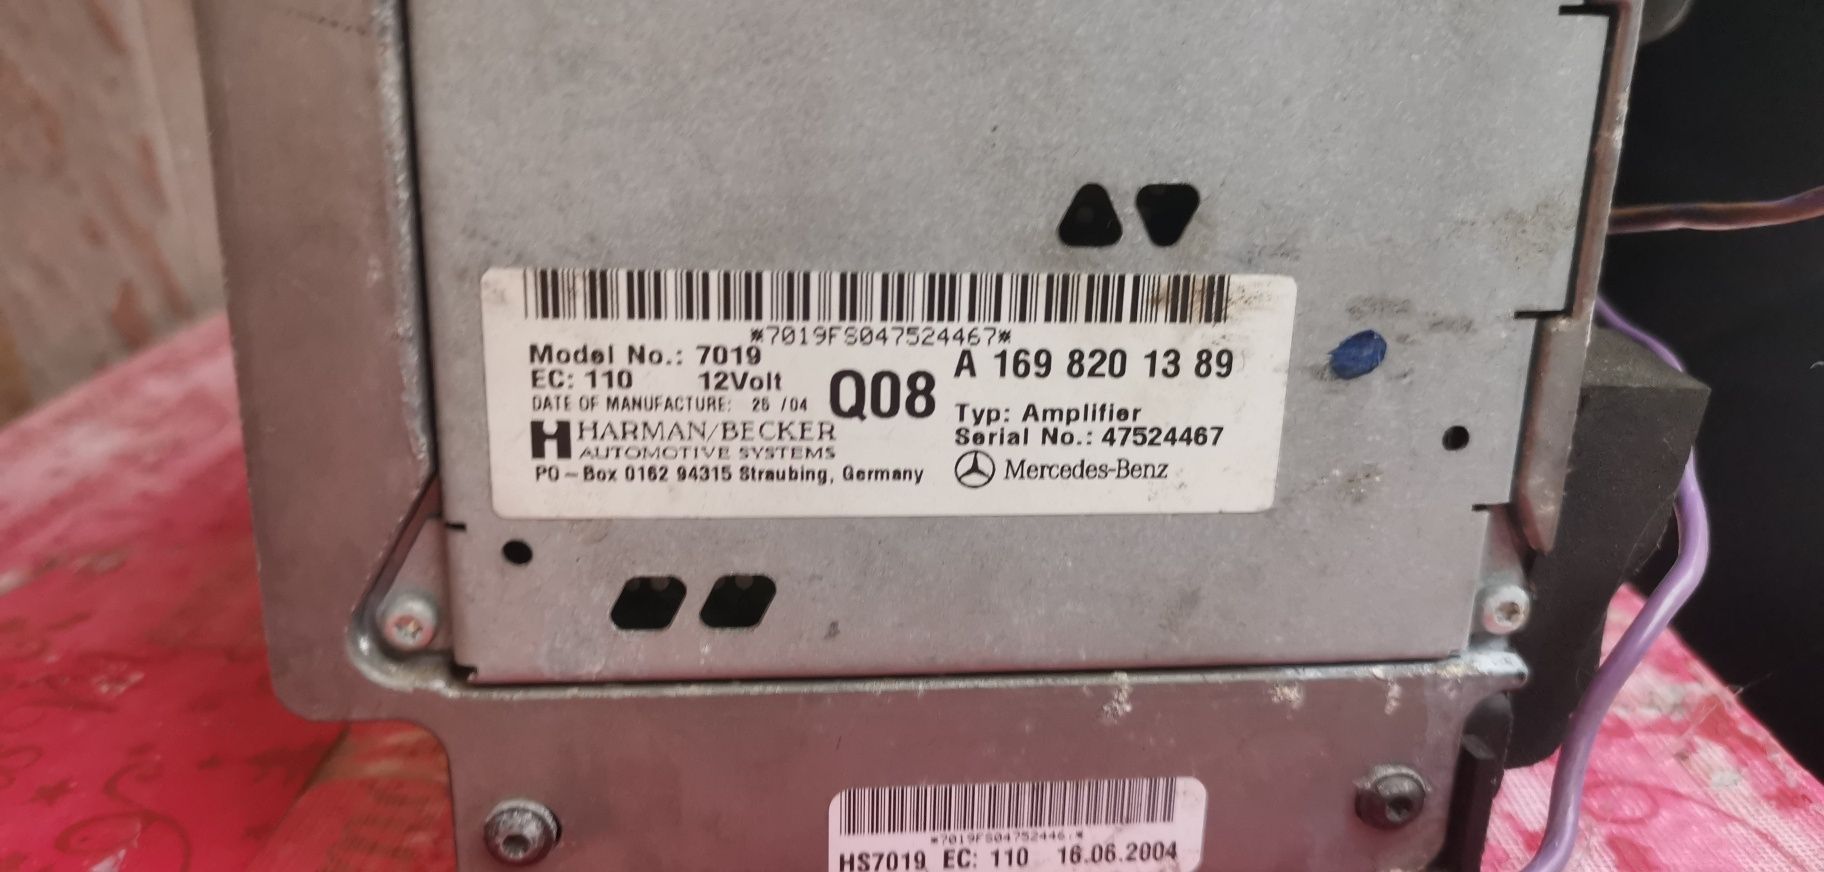 *7019FS047524467*
Model No.: 7019
EC: 110 12Volt
DATE OF MANUFACTURE: 25 /04
Q08
A 169 820 13 89
Typ: Amplifier
Serial No.: 47524467
HARMAN/BECKER
AUTOMOTIVE SYSTEMS
PO-Box 0162 94315 Straubing, Germany
Mercedes-Benz
HS7019 EC: 110 16.06.2004